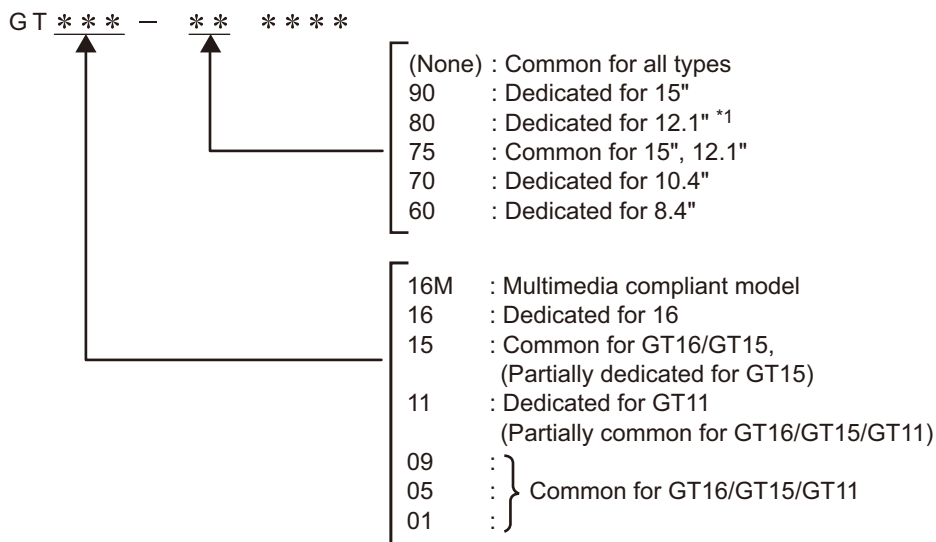 GT*** - ** ****
(None) : Common for all types
90 : Dedicated for 15"
80 : Dedicated for 12.1" *1
75 : Common for 15", 12.1"
70 : Dedicated for 10.4"
60 : Dedicated for 8.4"
16M : Multimedia compliant model
16 : Dedicated for 16
15 : Common for GT16/GT15,
(Partially dedicated for GT15)
11 : Dedicated for GT11
(Partially common for GT16/GT15/GT11)
09 :
05 : Common for GT16/GT15/GT11
01 :